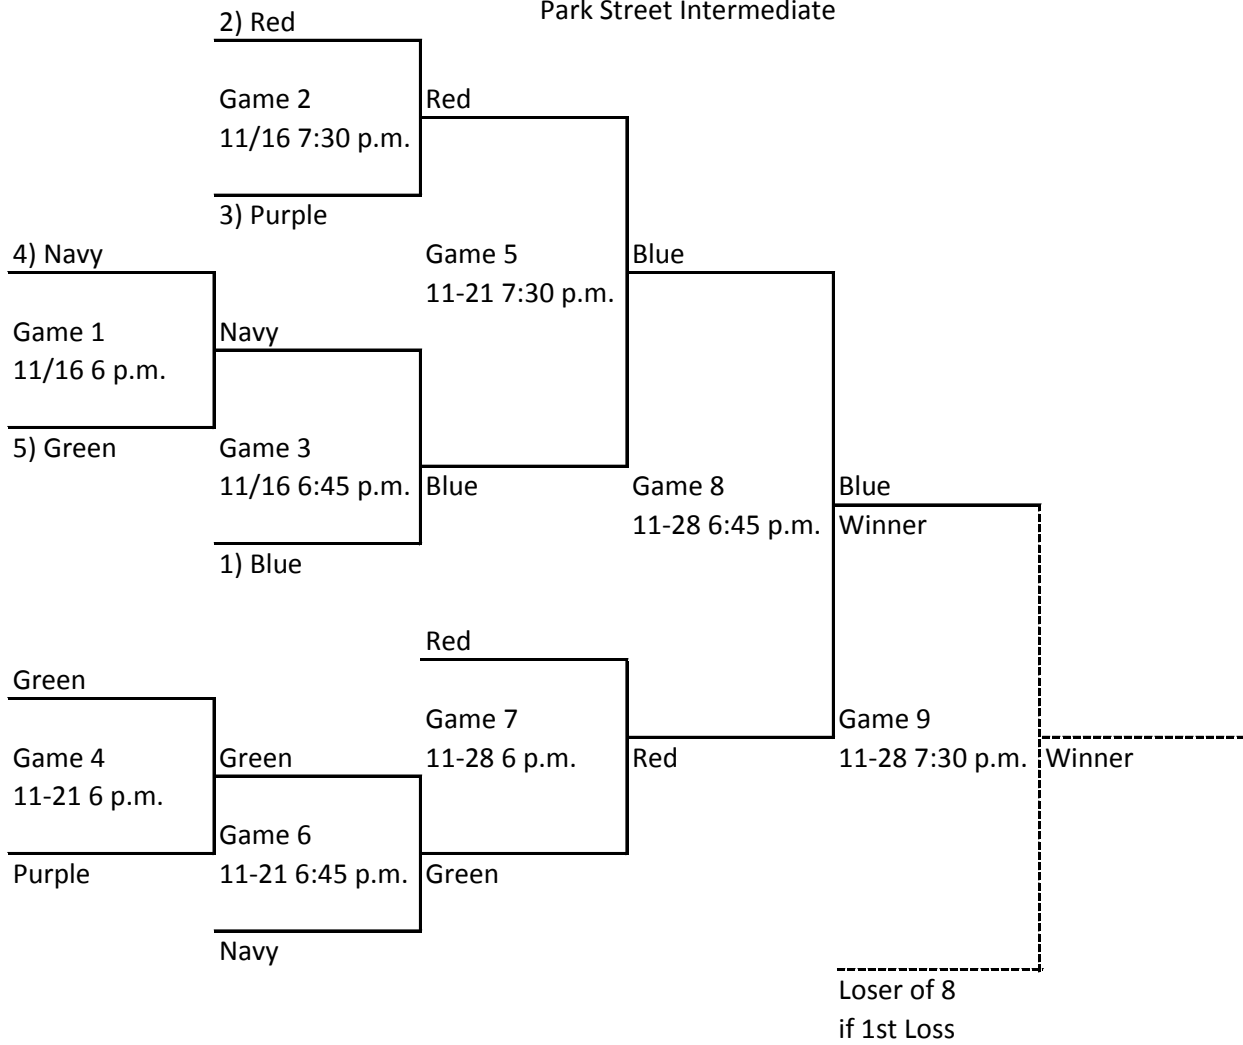 Park Street Intermediate
2) Red
Game 2
11/16 7:30 p.m.
Red
3) Purple
4) Navy
Game 5
11-21 7:30 p.m.
Blue
Game 1
11/16 6 p.m.
Navy
5) Green
Game 3
11/16 6:45 p.m.
Blue
Game 8
11-28 6:45 p.m.
Blue
Winner
1) Blue
Red
Green
Game 7
11-28 6 p.m.
Game 9
11-28 7:30 p.m.
Game 4
11-21 6 p.m.
Green
Red
Winner
Game 6
11-21 6:45 p.m.
Purple
Green
Navy
Loser of 8
if 1st Loss